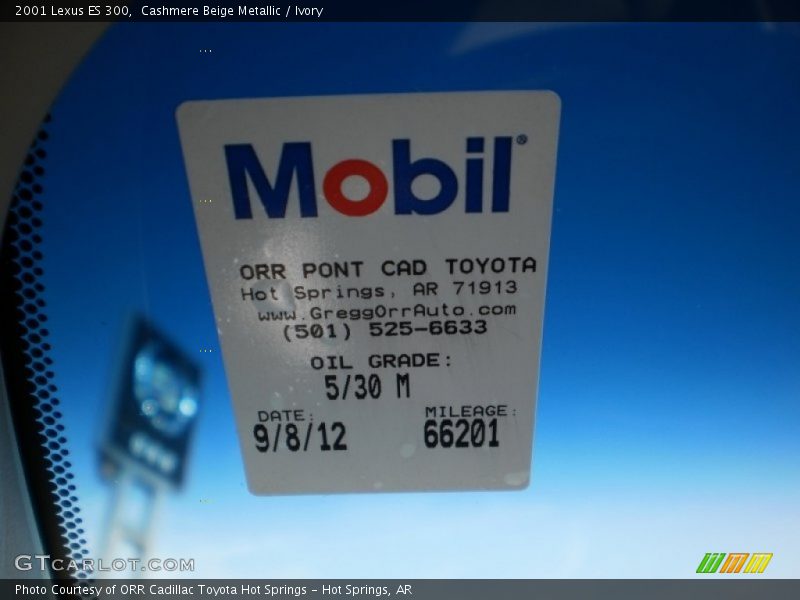 2001 Lexus ES 300,  Cashmere Beige Metallic / Ivory
Mobil®
ORR PONT CAD TOYOTA
Hot Springs, AR 71913
www.GreggOrrAuto.com
(501) 525-6633
OIL GRADE:
5/30 M
DATE: MILEAGE:
9/8/12 66201
GTCARLOT.COM
Photo Courtesy of ORR Cadillac Toyota Hot Springs - Hot Springs, AR